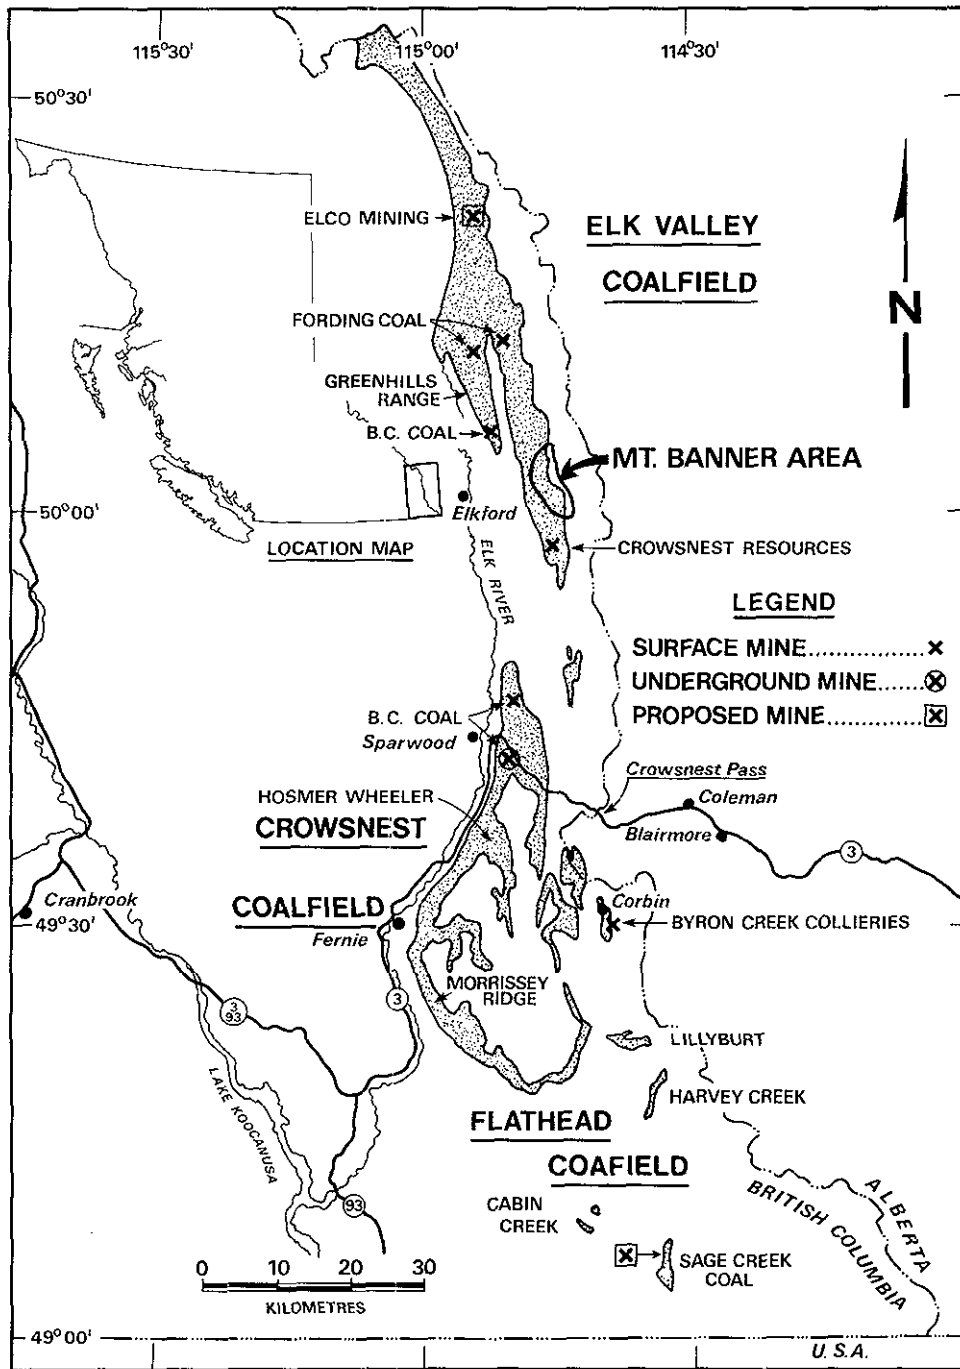 115°30'
115°00'
114°30'
50°30'
ELCO MINING
ELK VALLEY
COALFIELD
N
FORDING COAL
GREENHILLS
RANGE
B.C. COAL
MT. BANNER AREA
50°00'
Elkford
LOCATION MAP
ELK RIVER
CROWSNEST RESOURCES
LEGEND
SURFACE MINE
UNDERGROUND MINE
PROPOSED MINE
B.C. COAL
Sparwood
Crowsnest Pass
HOSMER WHEELER
Coleman
CROWSNEST
Blairmore
3
Cranbrook
COALFIELD
Corbin
49°30'
Fernie
BYRON CREEK COLLIERIES
MORRISSEY
RIDGE
3
3
93
LILLYBURT
LAKE KOOCANUSA
HARVEY CREEK
FLATHEAD
COAFIELD
ALBERTA
BRITISH COLUMBIA
93
CABIN
CREEK
SAGE CREEK
COAL
0 10 20 30
KILOMETRES
49°00'
U.S.A.